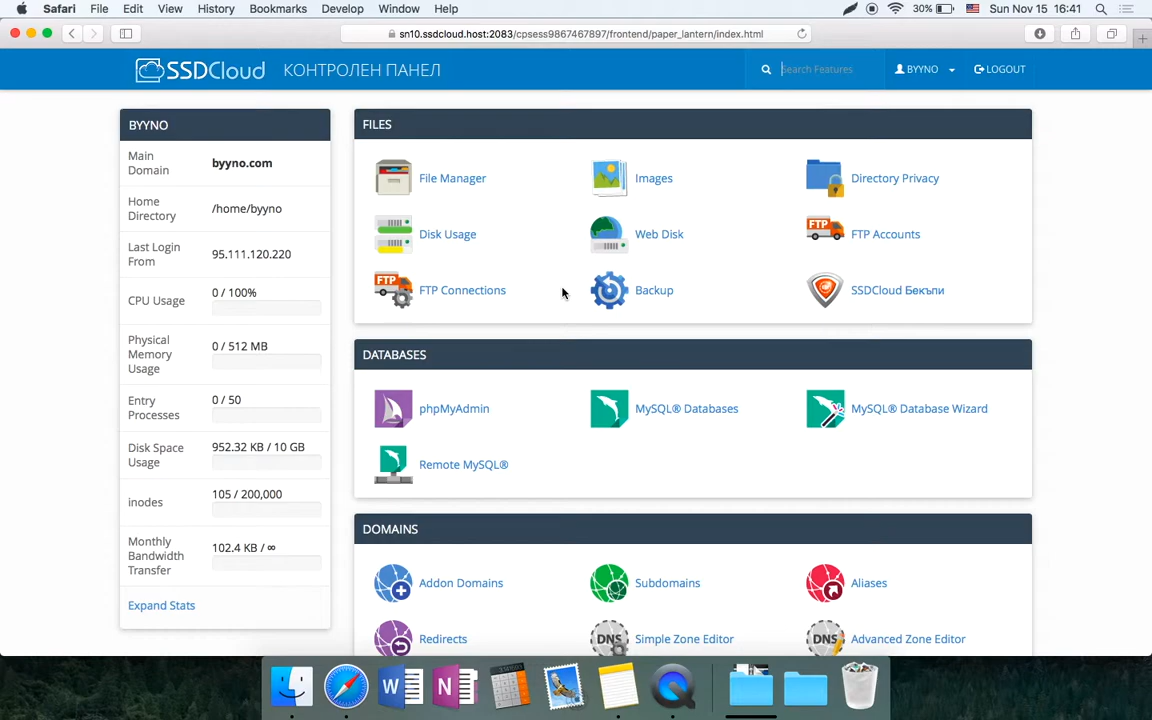 Safari File Edit View History Bookmarks Develop Window Help 30% Sun Nov 15 16:41
sn10.ssdcloud.host:2083/cpsess9867467897/frontend/paper_lantern/index.html
SSDCloud КОНТРОЛЕН ПАНЕЛ Search Features BYYNO LOGOUT
BYYNO
Main Domain byyno.com
Home Directory /home/byyno
Last Login From 95.111.120.220
CPU Usage 0 / 100%
Physical Memory Usage 0 / 512 MB
Entry Processes 0 / 50
Disk Space Usage 952.32 KB / 10 GB
inodes 105 / 200,000
Monthly Bandwidth Transfer 102.4 KB / ∞
Expand Stats
FILES
File Manager Images Directory Privacy
Disk Usage Web Disk FTP FTP Accounts
FTP FTP Connections Backup SSDCloud Бекъпи
DATABASES
phpMyAdmin MySQL® Databases MySQL® Database Wizard
Remote MySQL®
DOMAINS
Addon Domains Subdomains Aliases
Redirects DNS Simple Zone Editor DNS Advanced Zone Editor